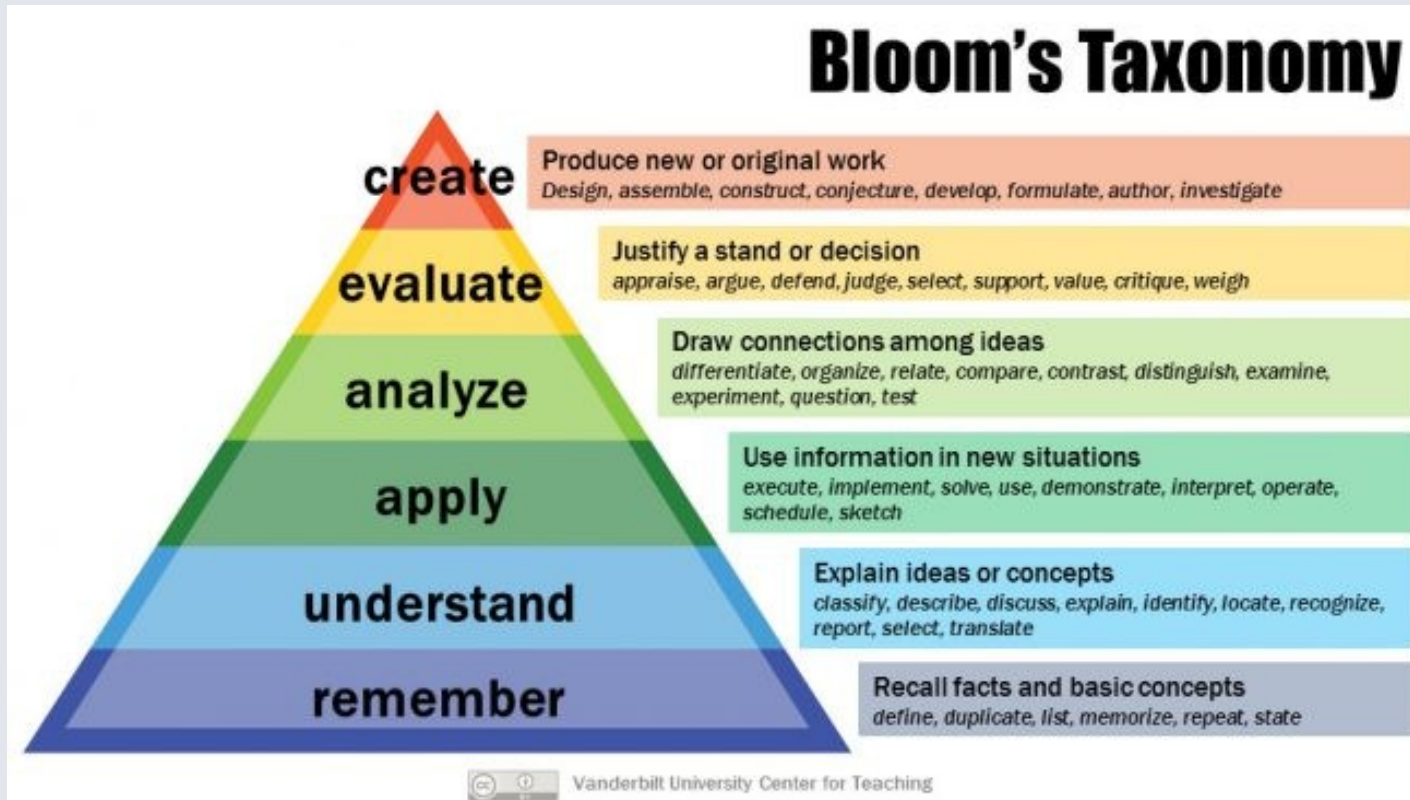 Bloom's Taxonomy
create
Produce new or original work
Design, assemble, construct, conjecture, develop, formulate, author, investigate
evaluate
Justify a stand or decision
appraise, argue, defend, judge, select, support, value, critique, weigh
analyze
Draw connections among ideas
differentiate, organize, relate, compare, contrast, distinguish, examine,
experiment, question, test
apply
Use information in new situations
execute, implement, solve, use, demonstrate, interpret, operate,
schedule, sketch
understand
Explain ideas or concepts
classify, describe, discuss, explain, identify, locate, recognize,
report, select, translate
remember
Recall facts and basic concepts
define, duplicate, list, memorize, repeat, state
cc
Vanderbilt University Center for Teaching